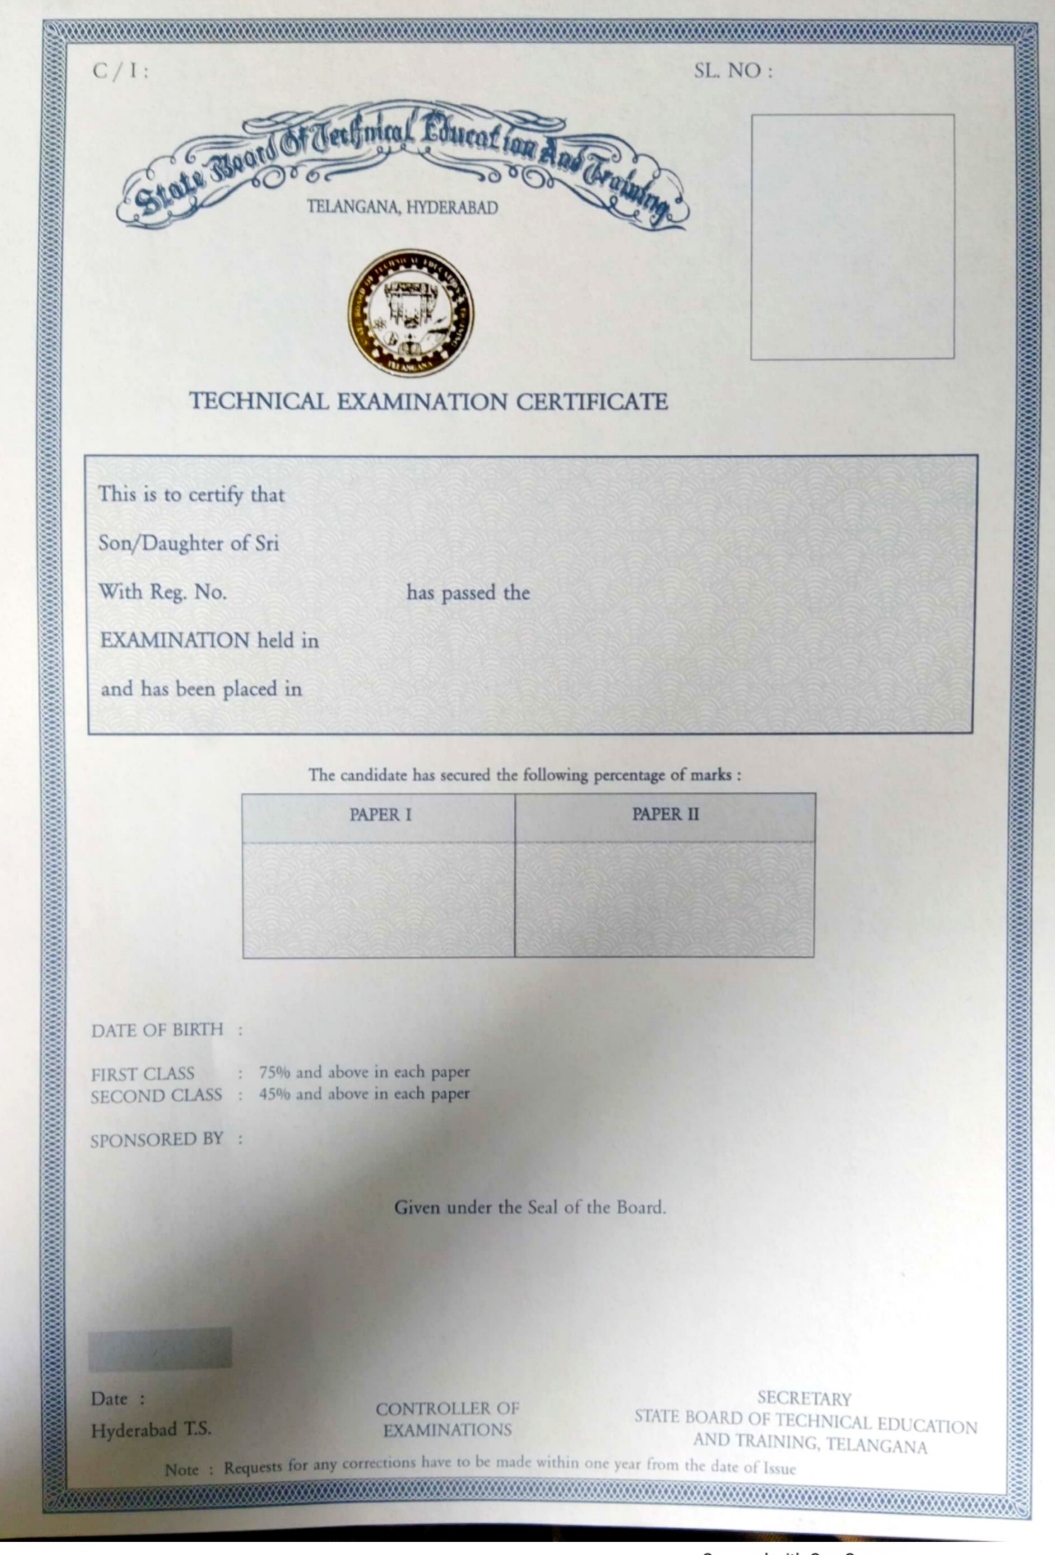 C / I :
SL. NO :
State Board Of Technical Education And Training
TELANGANA, HYDERABAD
TELANGANA
TECHNICAL EXAMINATION CERTIFICATE
This is to certify that
Son/Daughter of Sri
With Reg. No. has passed the
EXAMINATION held in
and has been placed in
The candidate has secured the following percentage of marks :
PAPER I PAPER II
DATE OF BIRTH :
FIRST CLASS : 75% and above in each paper
SECOND CLASS : 45% and above in each paper
SPONSORED BY :
Given under the Seal of the Board.
Date :
Hyderabad T.S.
CONTROLLER OF
EXAMINATIONS
SECRETARY
STATE BOARD OF TECHNICAL EDUCATION
AND TRAINING, TELANGANA
Note : Requests for any corrections have to be made within one year from the date of Issue